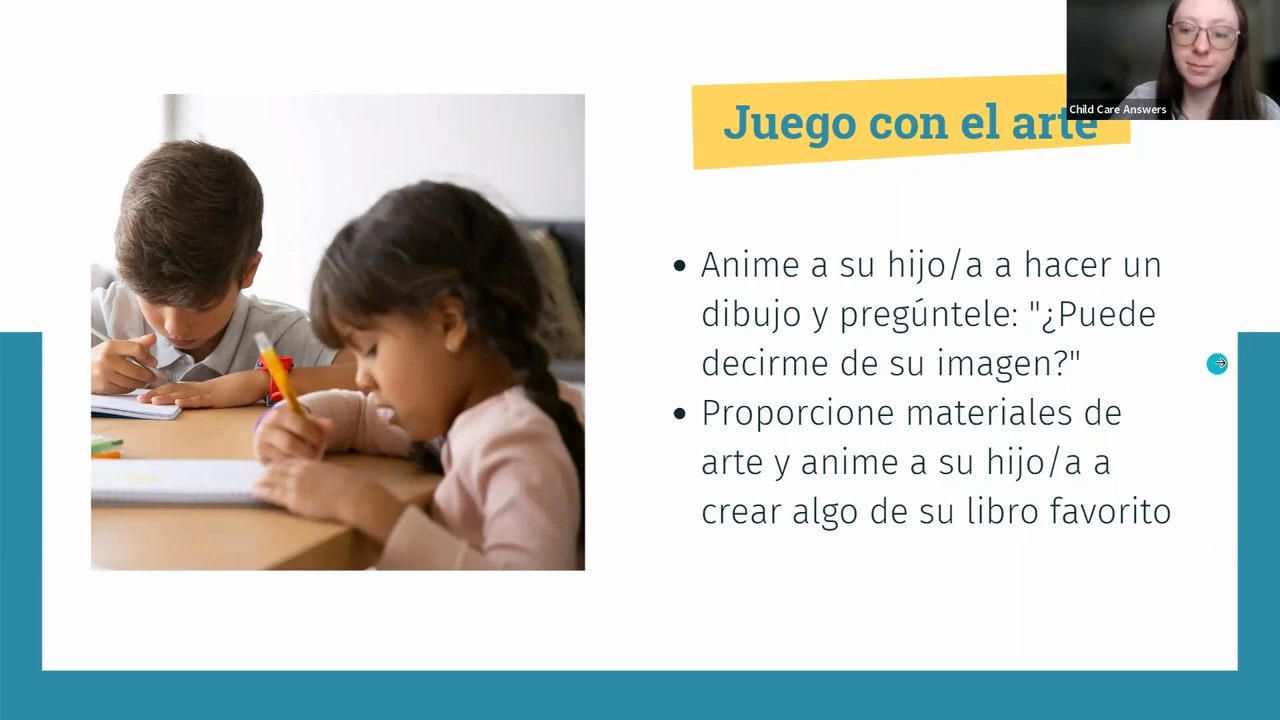 Child Care Answers
Juego con el arte
• Anime a su hijo/a a hacer un
dibujo y pregúntele: "¿Puede
decirme de su imagen?"
• Proporcione materiales de
arte y anime a su hijo/a a
crear algo de su libro favorito